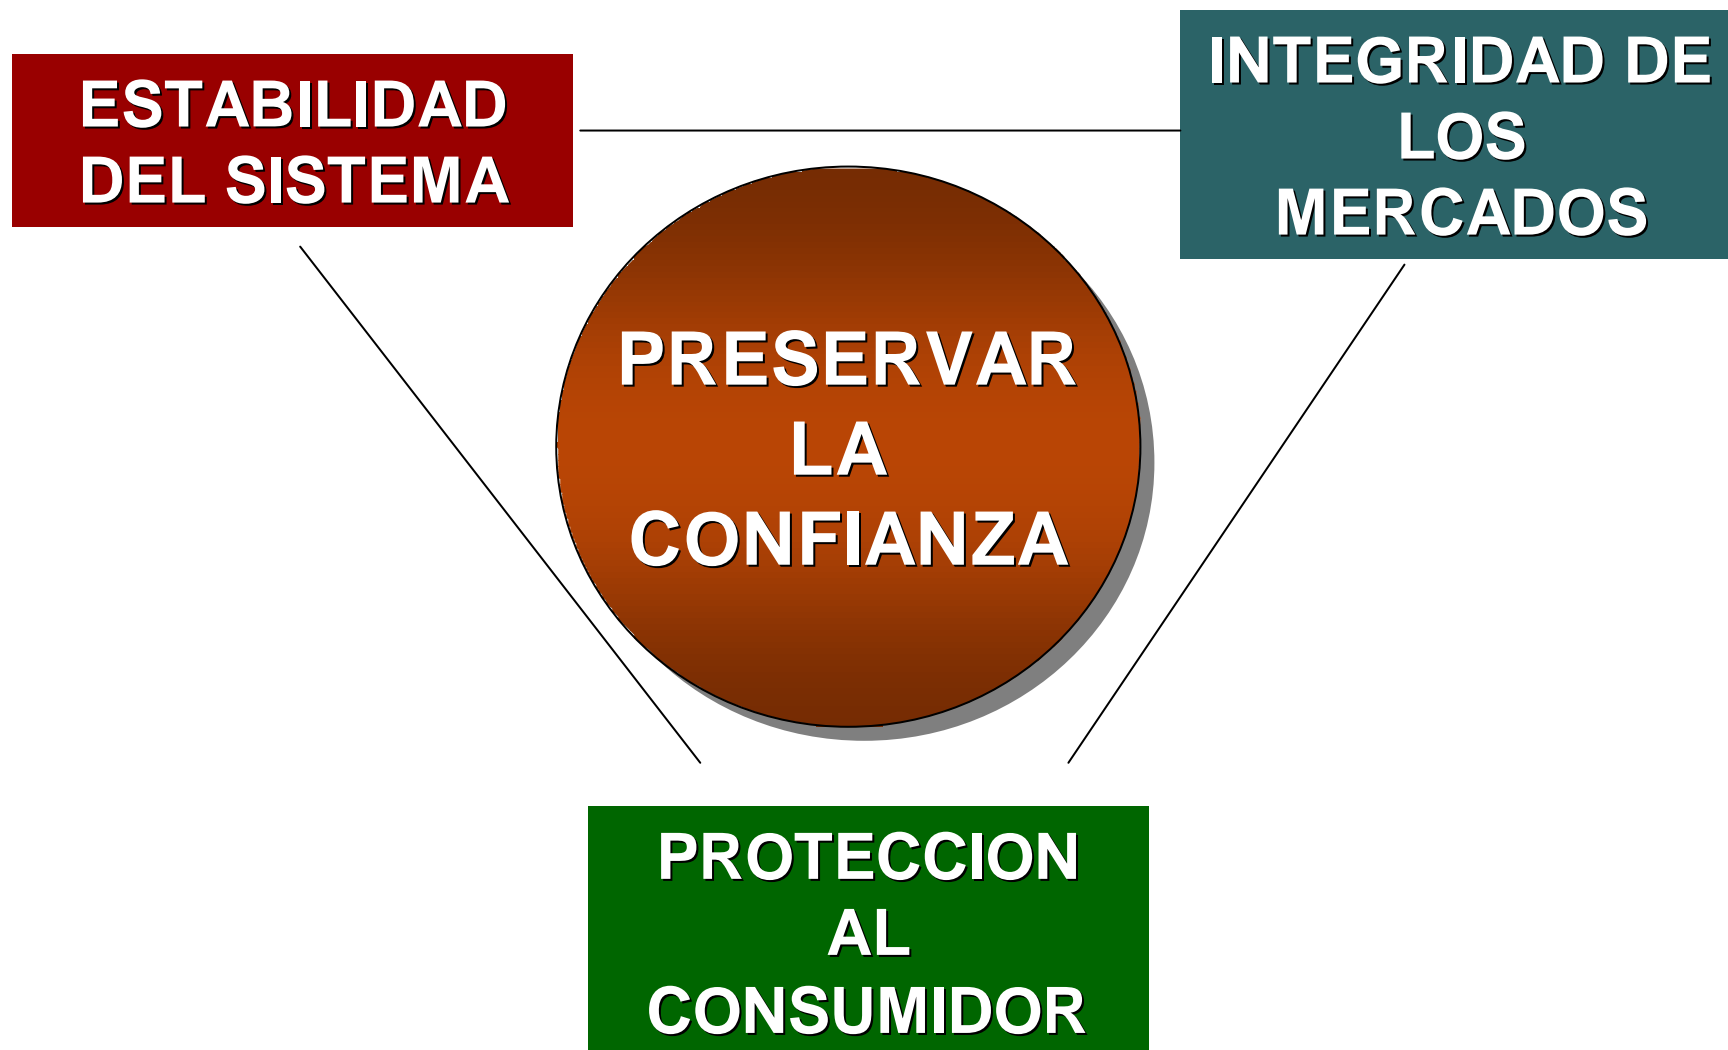 ESTABILIDAD
DEL SISTEMA
INTEGRIDAD DE
LOS
MERCADOS
PRESERVAR
LA
CONFIANZA
PROTECCION
AL
CONSUMIDOR